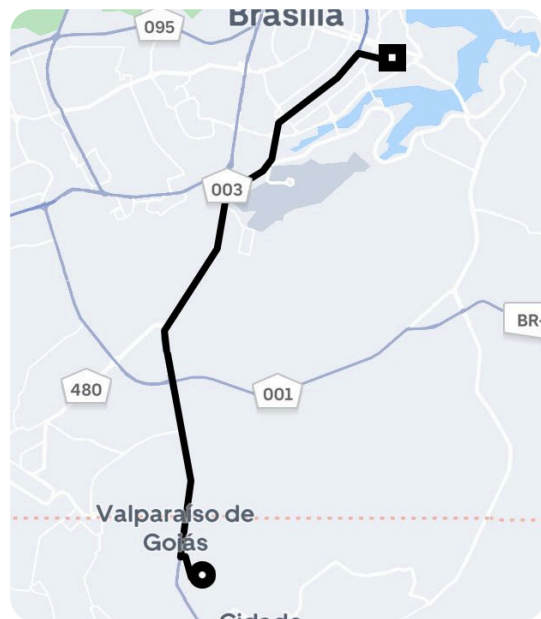 Brasília
095
003
BR-
480
001
Valparaíso de
Goiás
Cidade